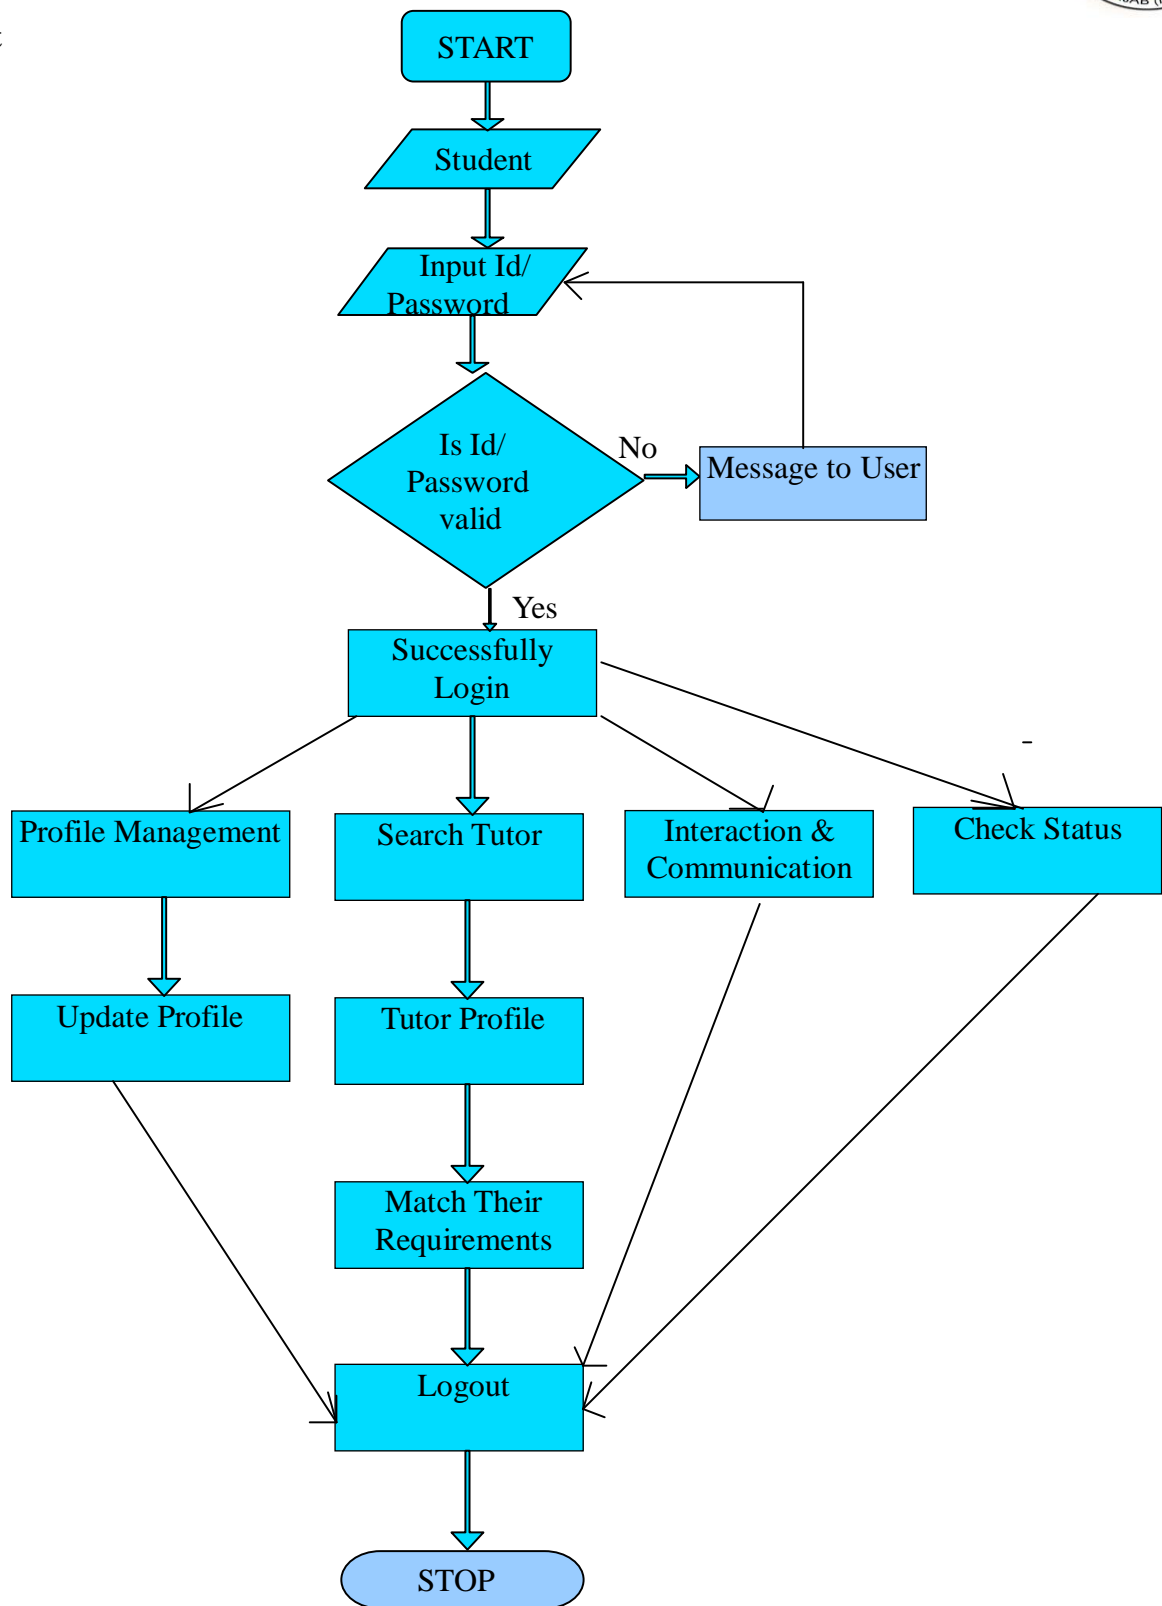 START
Student
Input Id/
Password
Is Id/
Password
valid
No
Message to User
Yes
Successfully
Login
Profile Management
Search Tutor
Interaction &
Communication
Check Status
Update Profile
Tutor Profile
Match Their
Requirements
Logout
STOP